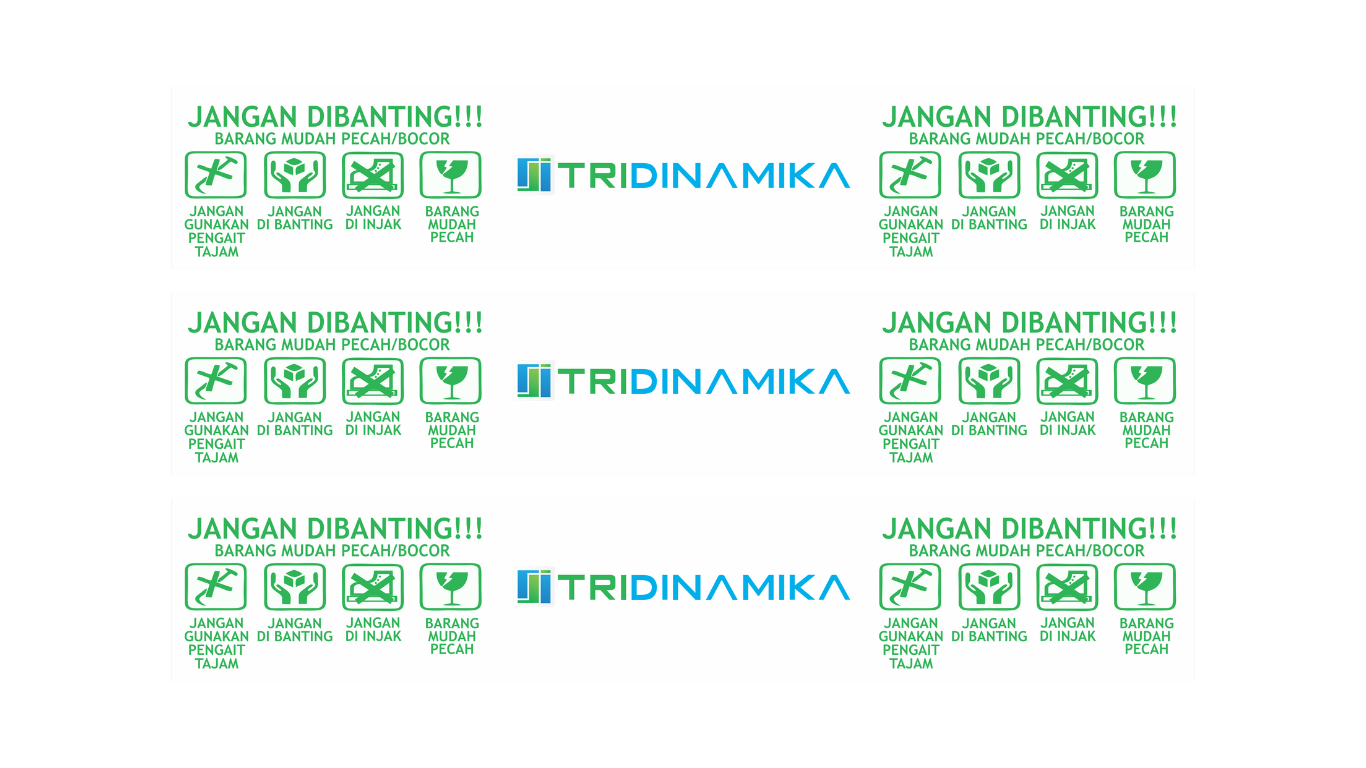 JANGAN DIBANTING!!!
BARANG MUDAH PECAH/BOCOR
JANGAN
GUNAKAN
PENGAIT
TAJAM
JANGAN
DI BANTING
JANGAN
DI INJAK
BARANG
MUDAH
PECAH
TRIDINAMIKA
JANGAN DIBANTING!!!
BARANG MUDAH PECAH/BOCOR
JANGAN
GUNAKAN
PENGAIT
TAJAM
JANGAN
DI BANTING
JANGAN
DI INJAK
BARANG
MUDAH
PECAH
JANGAN DIBANTING!!!
BARANG MUDAH PECAH/BOCOR
JANGAN
GUNAKAN
PENGAIT
TAJAM
JANGAN
DI BANTING
JANGAN
DI INJAK
BARANG
MUDAH
PECAH
TRIDINAMIKA
JANGAN DIBANTING!!!
BARANG MUDAH PECAH/BOCOR
JANGAN
GUNAKAN
PENGAIT
TAJAM
JANGAN
DI BANTING
JANGAN
DI INJAK
BARANG
MUDAH
PECAH
JANGAN DIBANTING!!!
BARANG MUDAH PECAH/BOCOR
JANGAN
GUNAKAN
PENGAIT
TAJAM
JANGAN
DI BANTING
JANGAN
DI INJAK
BARANG
MUDAH
PECAH
TRIDINAMIKA
JANGAN DIBANTING!!!
BARANG MUDAH PECAH/BOCOR
JANGAN
GUNAKAN
PENGAIT
TAJAM
JANGAN
DI BANTING
JANGAN
DI INJAK
BARANG
MUDAH
PECAH